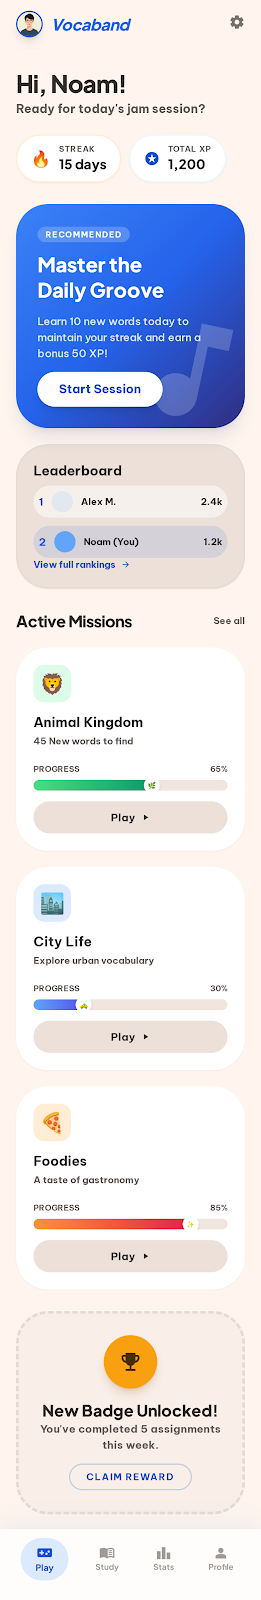 Vocaband
Hi, Noam!
Ready for today's jam session?
STREAK
15 days
TOTAL XP
1,200
RECOMMENDED
Master the
Daily Groove
Learn 10 new words today to
maintain your streak and earn a
bonus 50 XP!
Start Session
Leaderboard
1 Alex M. 2.4k
2 Noam (You) 1.2k
View full rankings →
Active Missions See all
Animal Kingdom
45 New words to find
PROGRESS 65%
Play
City Life
Explore urban vocabulary
PROGRESS 30%
Play
Foodies
A taste of gastronomy
PROGRESS 85%
Play
New Badge Unlocked!
You've completed 5 assignments
this week.
CLAIM REWARD
Play Study Stats Profile